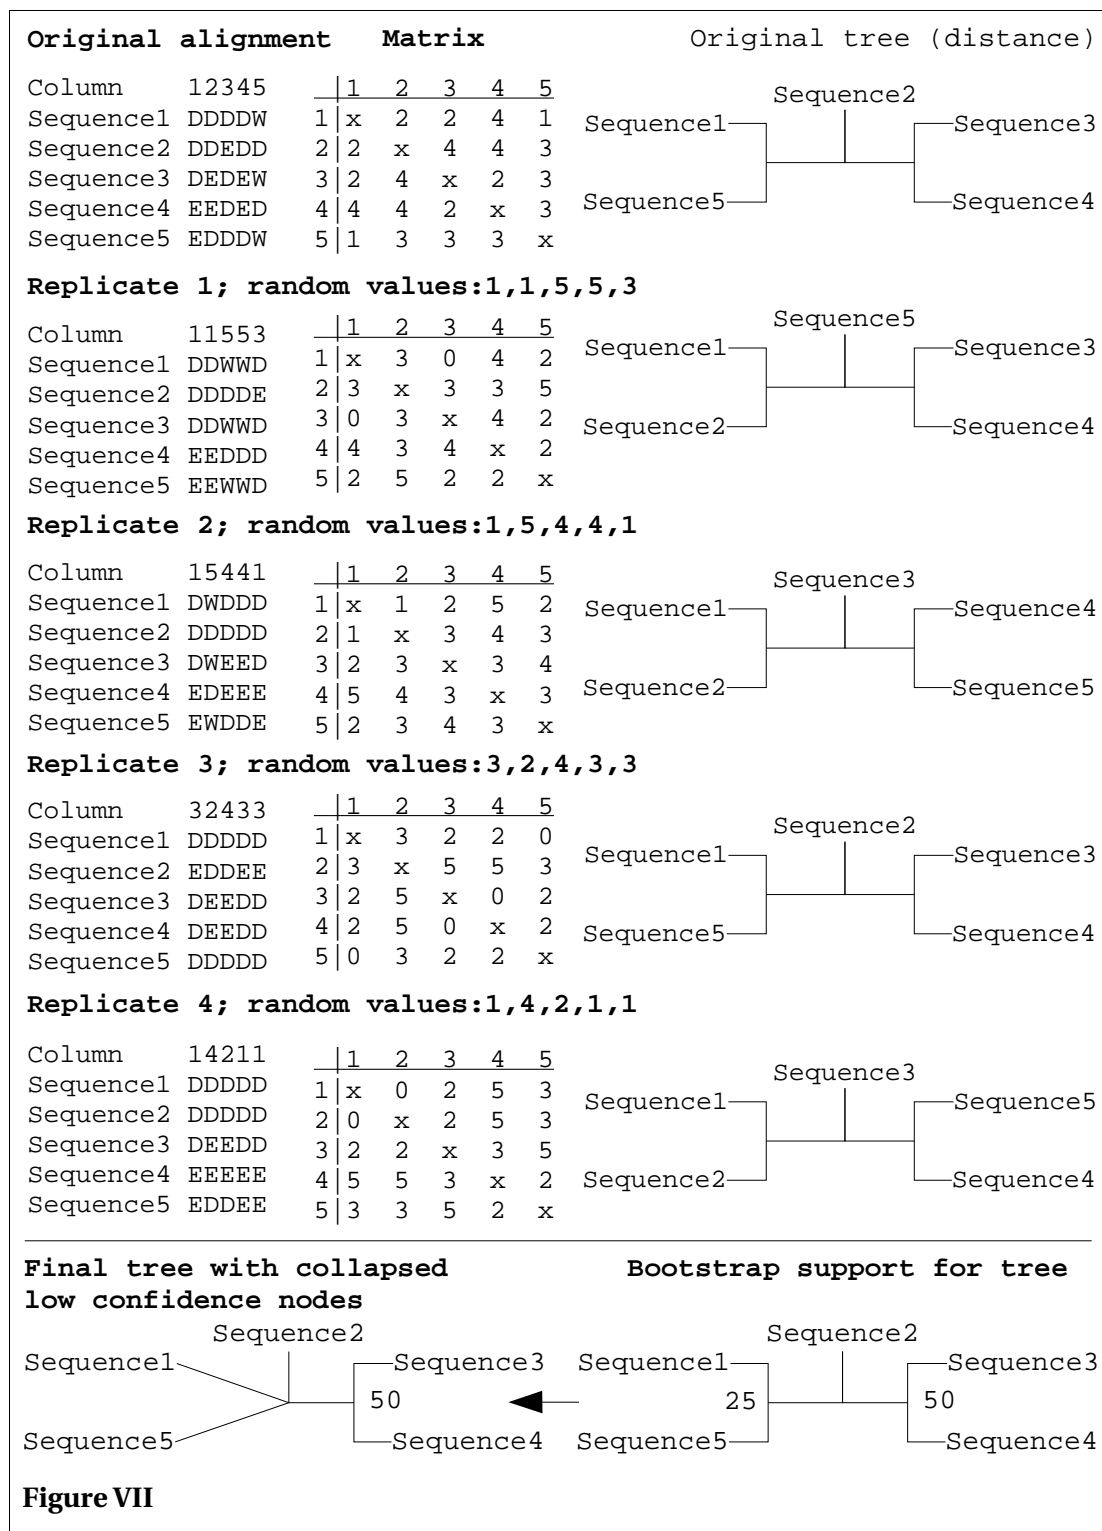 Original alignment Matrix Original tree (distance)
Column 12345 | 1 2 3 4 5
Sequence1 DDDDW 1|x 2 2 4 1
Sequence2 DDEDD 2|2 x 4 4 3
Sequence3 DEDEW 3|2 4 x 2 3
Sequence4 EEDED 4|4 4 2 x 3
Sequence5 EDDDW 5|1 3 3 3 x
Sequence2
Sequence1 Sequence3
Sequence5 Sequence4
Replicate 1; random values:1,1,5,5,3
Column 11553 | 1 2 3 4 5
Sequence1 DDWWD 1|x 3 0 4 2
Sequence2 DDDDE 2|3 x 3 3 5
Sequence3 DDWWD 3|0 3 x 4 2
Sequence4 EEDDD 4|4 3 4 x 2
Sequence5 EEWWD 5|2 5 2 2 x
Sequence5
Sequence1 Sequence3
Sequence2 Sequence4
Replicate 2; random values:1,5,4,4,1
Column 15441 | 1 2 3 4 5
Sequence1 DWDDD 1|x 1 2 5 2
Sequence2 DDDDD 2|1 x 3 4 3
Sequence3 DWEED 3|2 3 x 3 4
Sequence4 EDEEE 4|5 4 3 x 3
Sequence5 EWDDE 5|2 3 4 3 x
Sequence3
Sequence1 Sequence4
Sequence2 Sequence5
Replicate 3; random values:3,2,4,3,3
Column 32433 | 1 2 3 4 5
Sequence1 DDDDD 1|x 3 2 2 0
Sequence2 EDDEE 2|3 x 5 5 3
Sequence3 DEEDD 3|2 5 x 0 2
Sequence4 DEEDD 4|2 5 0 x 2
Sequence5 DDDDD 5|0 3 2 2 x
Sequence2
Sequence1 Sequence3
Sequence5 Sequence4
Replicate 4; random values:1,4,2,1,1
Column 14211 | 1 2 3 4 5
Sequence1 DDDDD 1|x 0 2 5 3
Sequence2 DDDDD 2|0 x 2 5 3
Sequence3 DEEDD 3|2 2 x 3 5
Sequence4 EEEEE 4|5 5 3 x 2
Sequence5 EDDEE 5|3 3 5 2 x
Sequence3
Sequence1 Sequence5
Sequence2 Sequence4
Final tree with collapsed
low confidence nodes
Sequence2
Sequence1 Sequence3
50
Sequence5 Sequence4
Bootstrap support for tree
Sequence2
Sequence1 Sequence3
25 50
Sequence5 Sequence4
Figure VII